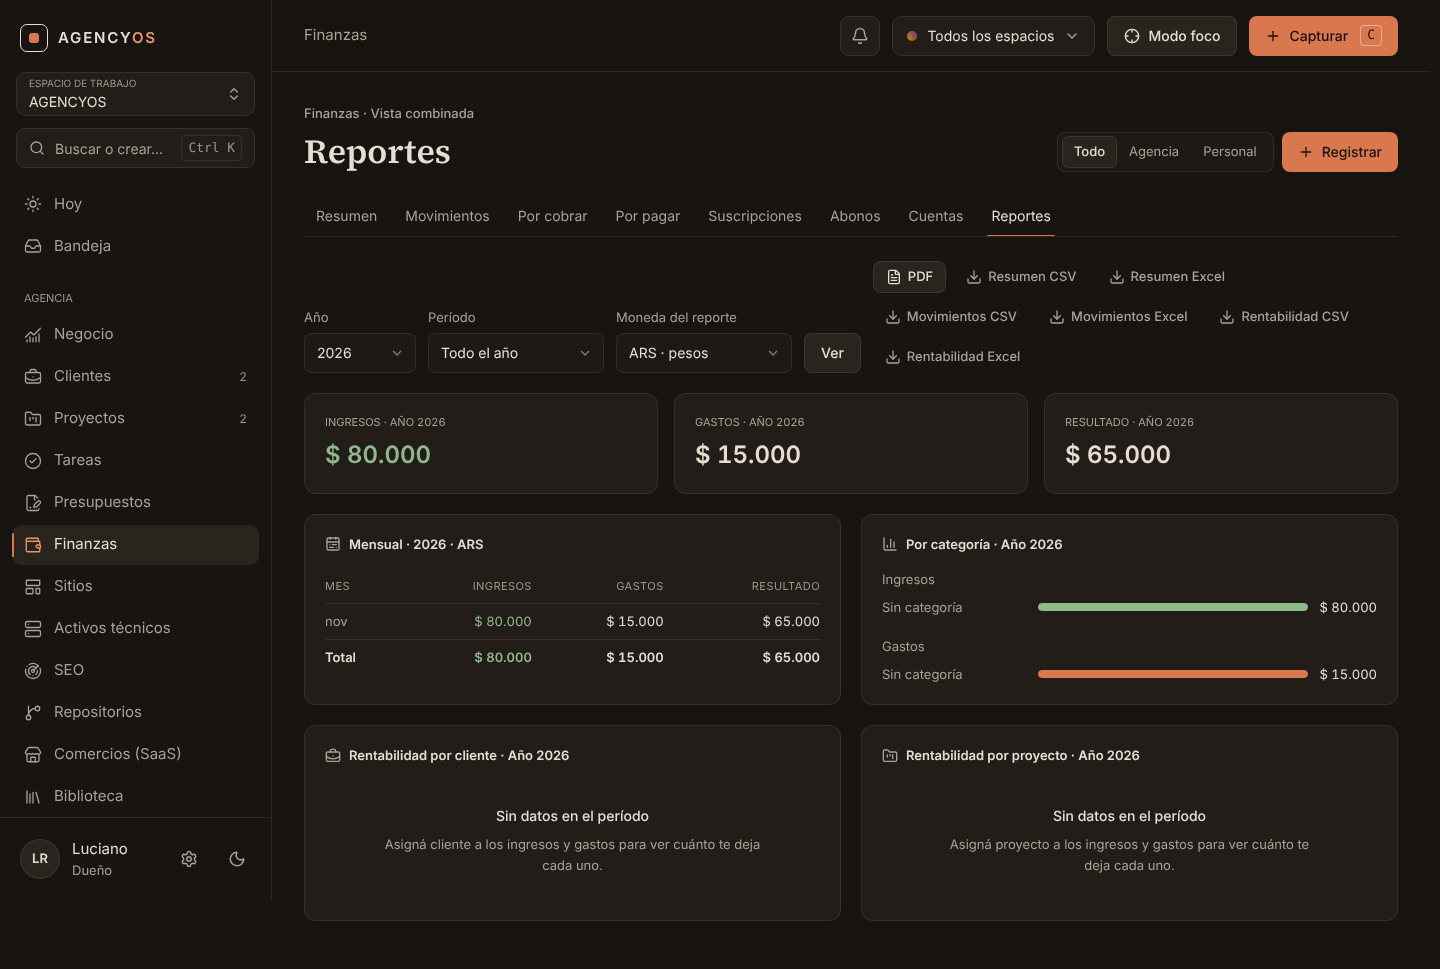 AGENCYOS
ESPACIO DE TRABAJO
AGENCYOS
Buscar o crear... Ctrl K
Hoy
Bandeja
AGENCIA
Negocio
Clientes 2
Proyectos 2
Tareas
Presupuestos
Finanzas
Sitios
Activos técnicos
SEO
Repositorios
Comercios (SaaS)
Biblioteca
LR Luciano
Dueño
Finanzas
Todos los espacios
Modo foco
Capturar C
Finanzas · Vista combinada
Reportes
Todo Agencia Personal
Registrar
Resumen Movimientos Por cobrar Por pagar Suscripciones Abonos Cuentas Reportes
Año
2026
Período
Todo el año
Moneda del reporte
ARS · pesos
Ver
PDF Resumen CSV Resumen Excel
Movimientos CSV Movimientos Excel Rentabilidad CSV
Rentabilidad Excel
INGRESOS · AÑO 2026
$ 80.000
GASTOS · AÑO 2026
$ 15.000
RESULTADO · AÑO 2026
$ 65.000
Mensual · 2026 · ARS
MES INGRESOS GASTOS RESULTADO
nov $ 80.000 $ 15.000 $ 65.000
Total $ 80.000 $ 15.000 $ 65.000
Por categoría · Año 2026
Ingresos
Sin categoría $ 80.000
Gastos
Sin categoría $ 15.000
Rentabilidad por cliente · Año 2026
Sin datos en el período
Asigná cliente a los ingresos y gastos para ver cuánto te deja
cada uno.
Rentabilidad por proyecto · Año 2026
Sin datos en el período
Asigná proyecto a los ingresos y gastos para ver cuánto te
deja cada uno.